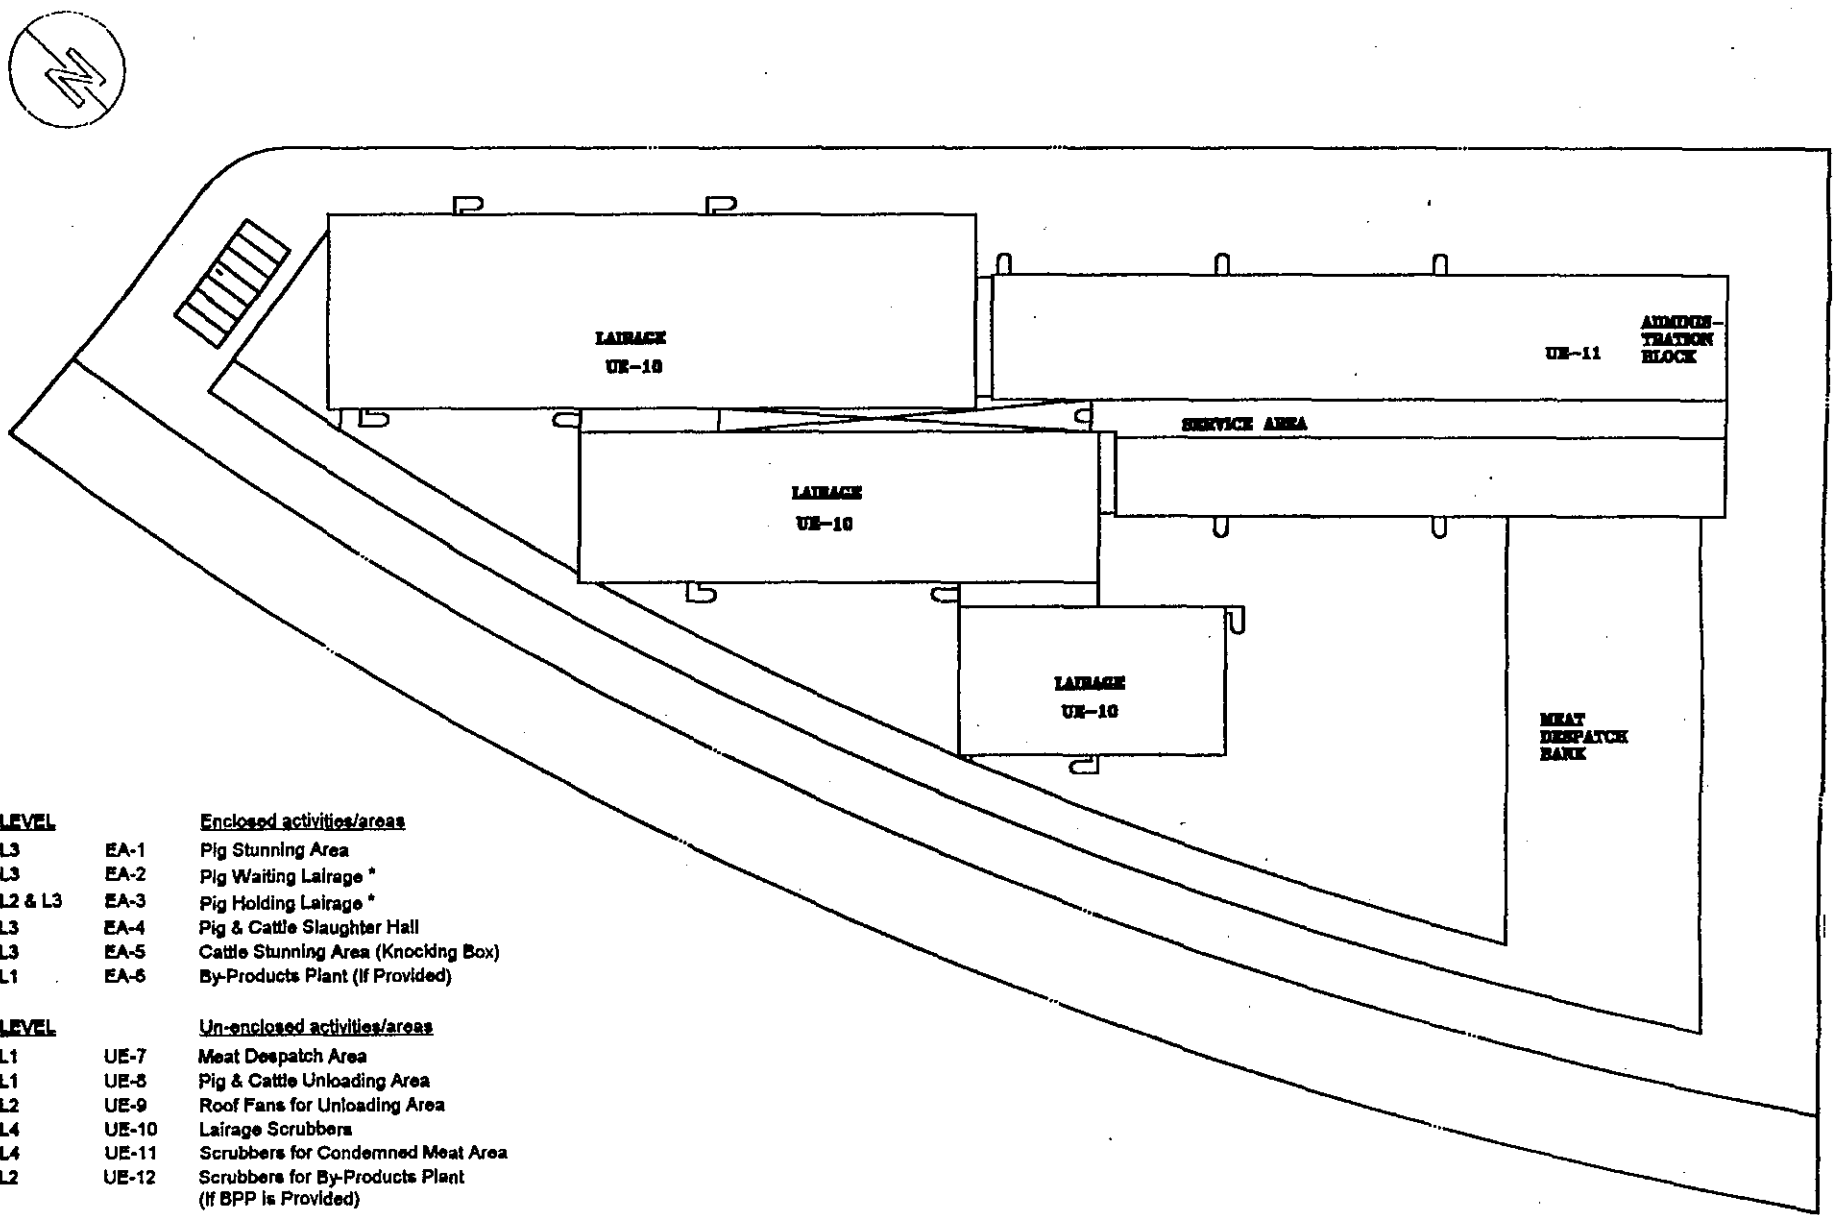 N
LAIRAGE
UE-10
UE-11
ADMINIS-
TRATION
BLOCK
SERVICE AREA
LAIRAGE
UE-10
LAIRAGE
UE-10
MEAT
DESPATCH
BANK
LEVEL Enclosed activities/areas
L3 EA-1 Pig Stunning Area
L3 EA-2 Pig Waiting Lairage *
L2 & L3 EA-3 Pig Holding Lairage *
L3 EA-4 Pig & Cattle Slaughter Hall
L3 EA-5 Cattle Stunning Area (Knocking Box)
L1 EA-6 By-Products Plant (If Provided)
LEVEL Un-enclosed activities/areas
L1 UE-7 Meat Despatch Area
L1 UE-8 Pig & Cattle Unloading Area
L2 UE-9 Roof Fans for Unloading Area
L4 UE-10 Lairage Scrubbers
L4 UE-11 Scrubbers for Condemned Meat Area
L2 UE-12 Scrubbers for By-Products Plant
(If BPP is Provided)